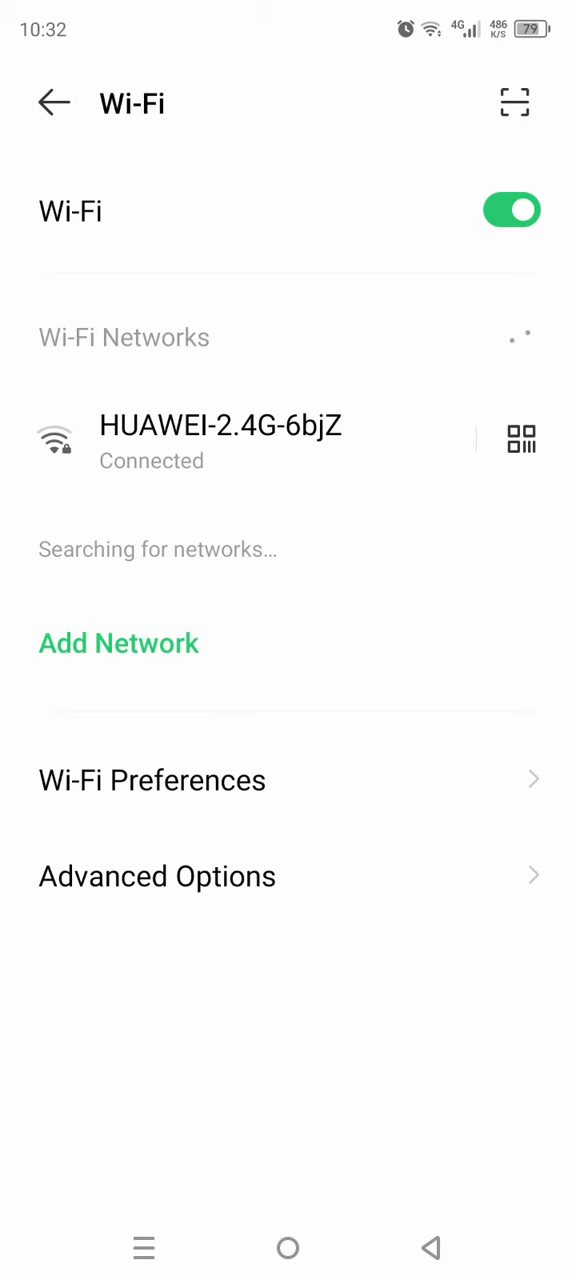 10:32
4G
486
K/S
79
Wi-Fi
Wi-Fi
Wi-Fi Networks
HUAWEI-2.4G-6bjZ
Connected
Searching for networks...
Add Network
Wi-Fi Preferences
Advanced Options